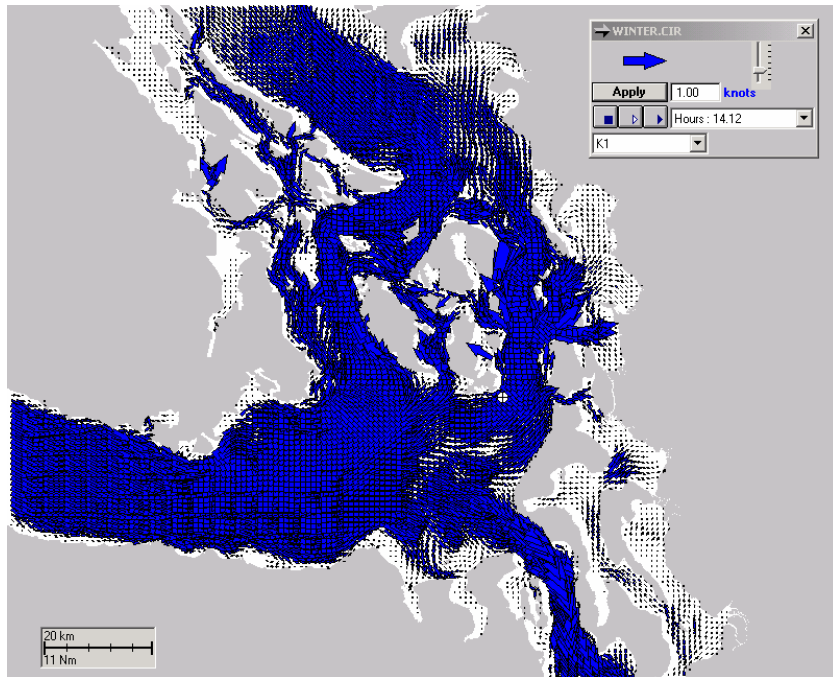 WINTER.CIR
Apply 1.00 knots
Hours : 14.12
K1
20 km
11 Nm